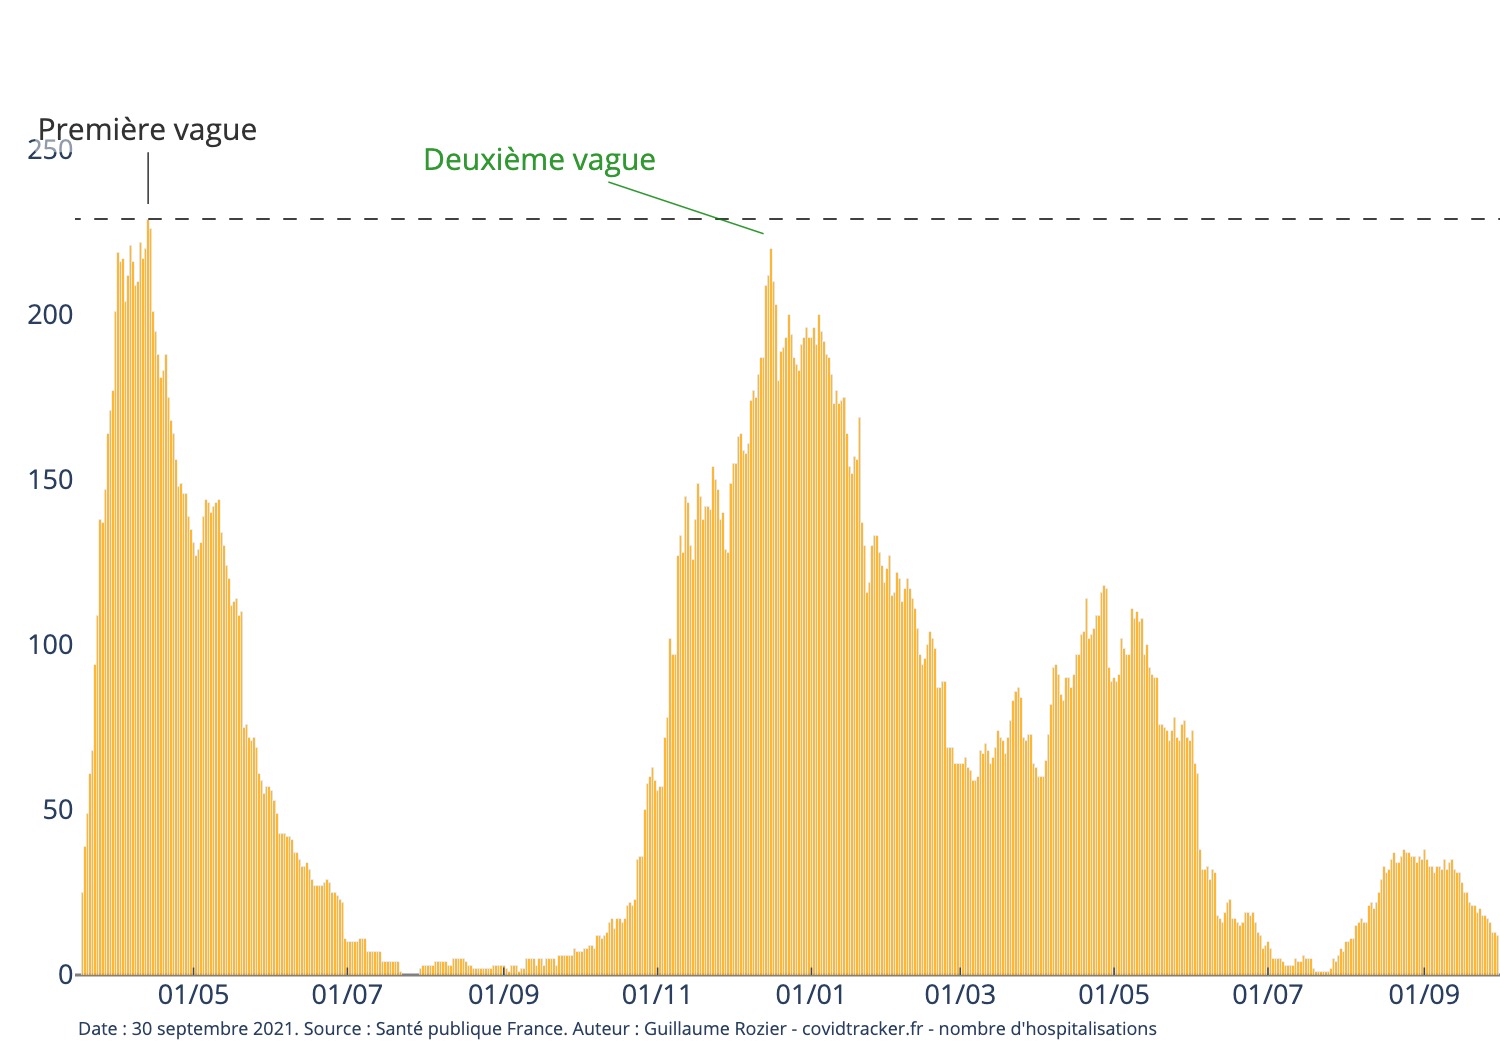 Première vague
250
Deuxième vague
200
150
100
50
0
01/05 01/07 01/09 01/11 01/01 01/03 01/05 01/07 01/09
Date : 30 septembre 2021. Source : Santé publique France. Auteur : Guillaume Rozier - covidtracker.fr - nombre d'hospitalisations